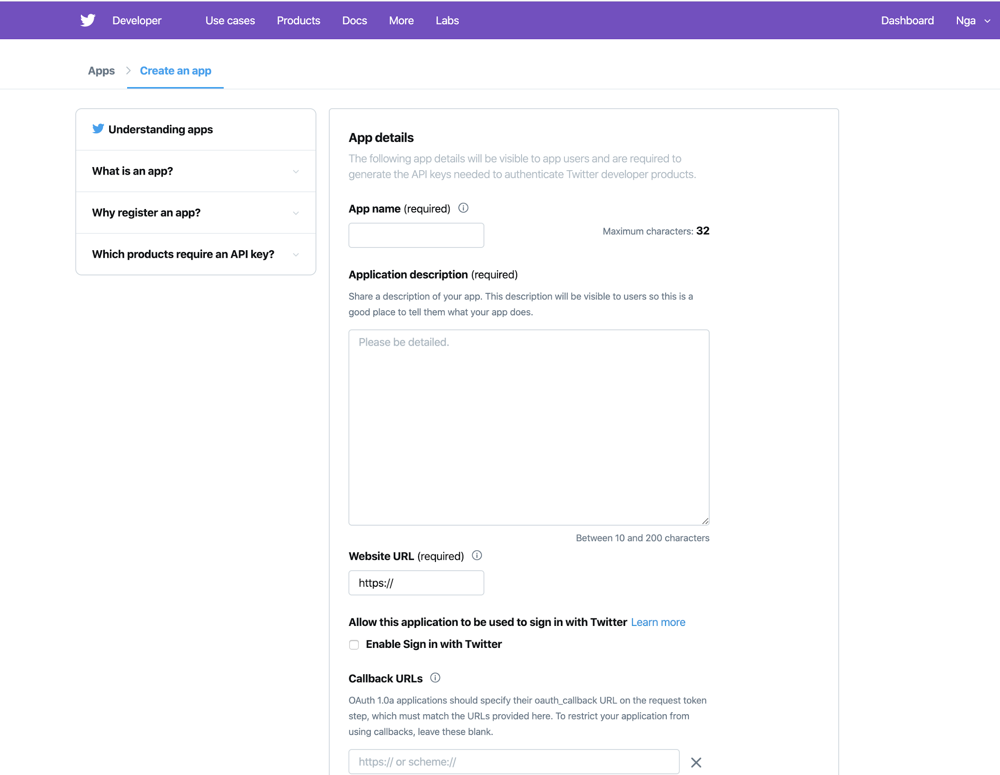 Developer Use cases Products Docs More Labs Dashboard Nga
Apps Create an app
Understanding apps
What is an app?
Why register an app?
Which products require an API key?
App details
The following app details will be visible to app users and are required to
generate the API keys needed to authenticate Twitter developer products.
App name (required)
Maximum characters: 32
Application description (required)
Share a description of your app. This description will be visible to users so this is a
good place to tell them what your app does.
Please be detailed.
Between 10 and 200 characters
Website URL (required)
https://
Allow this application to be used to sign in with Twitter Learn more
Enable Sign in with Twitter
Callback URLs
OAuth 1.0a applications should specify their oauth_callback URL on the request token
step, which must match the URLs provided here. To restrict your application from
using callbacks, leave these blank.
https:// or scheme://